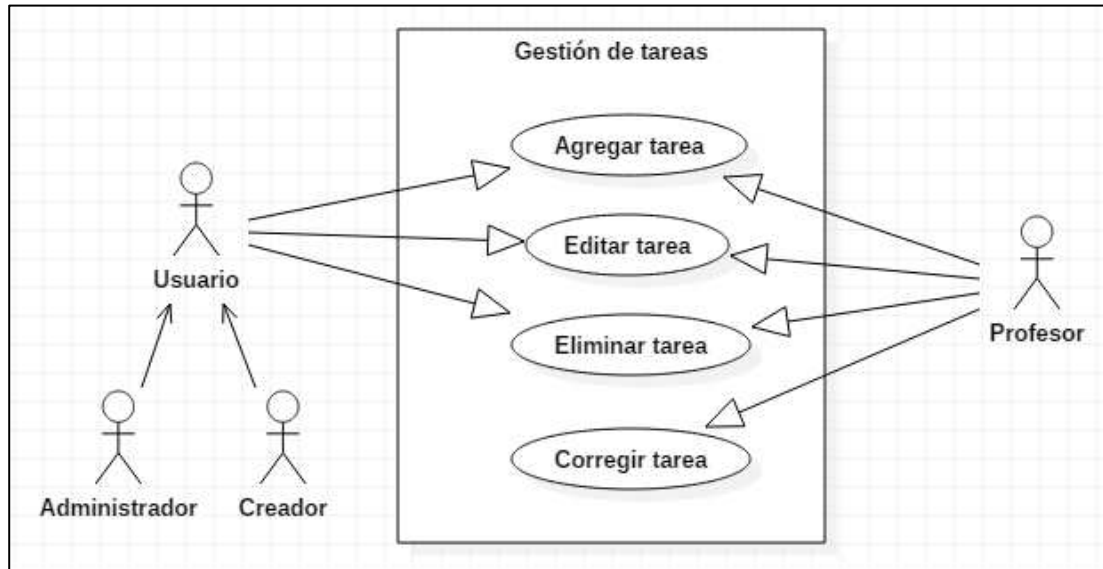 Gestión de tareas
Agregar tarea
Usuario
Editar tarea
Profesor
Eliminar tarea
Corregir tarea
Administrador
Creador